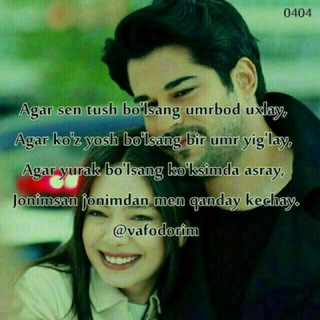 0404
Agar sen tush bo'lsang umrbod uxlay,
Agar ko'z yosh bo'lsang bir umr yig'lay,
Agar yurak bo'lsang ko'ksimda asray,
Jonimsan jonimdan men qanday kechay.
@vafodorim